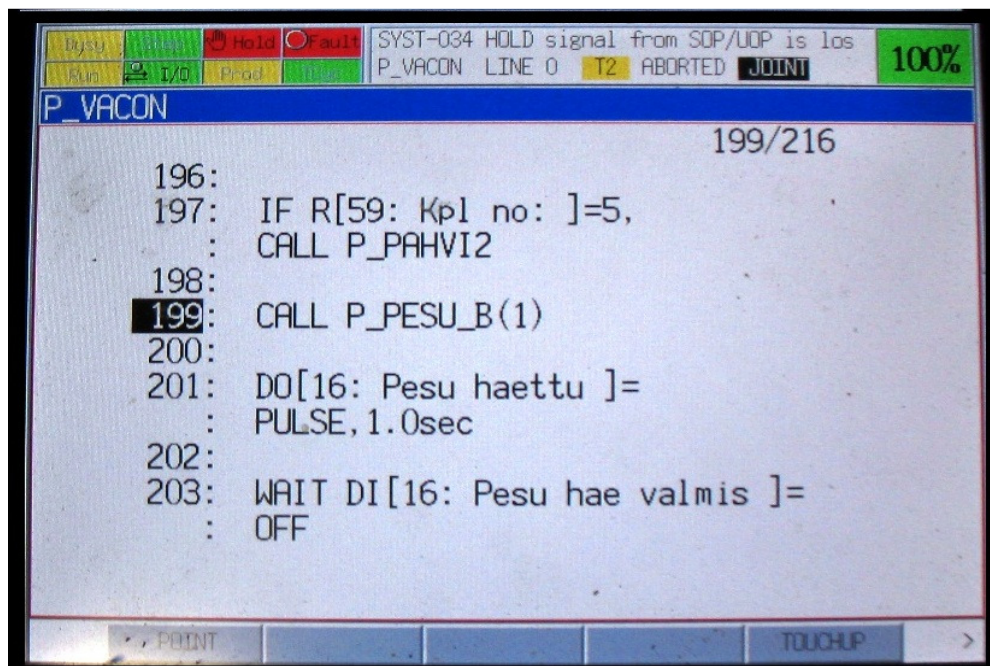 Busy Step Hold Fault SYST-034 HOLD signal from SOP/UOP is los
Run I/O Prod P_VACON LINE 0 T2 ABORTED JOINT 100%
P_VACON
199/216
196:
197: IF R[59: Kpl no: ]=5,
: CALL P_PAHVI2
198:
199: CALL P_PESU_B(1)
200:
201: DO[16: Pesu haettu ]=
: PULSE,1.0sec
202:
203: WAIT DI[16: Pesu hae valmis ]=
: OFF
POINT TOUCHUP >